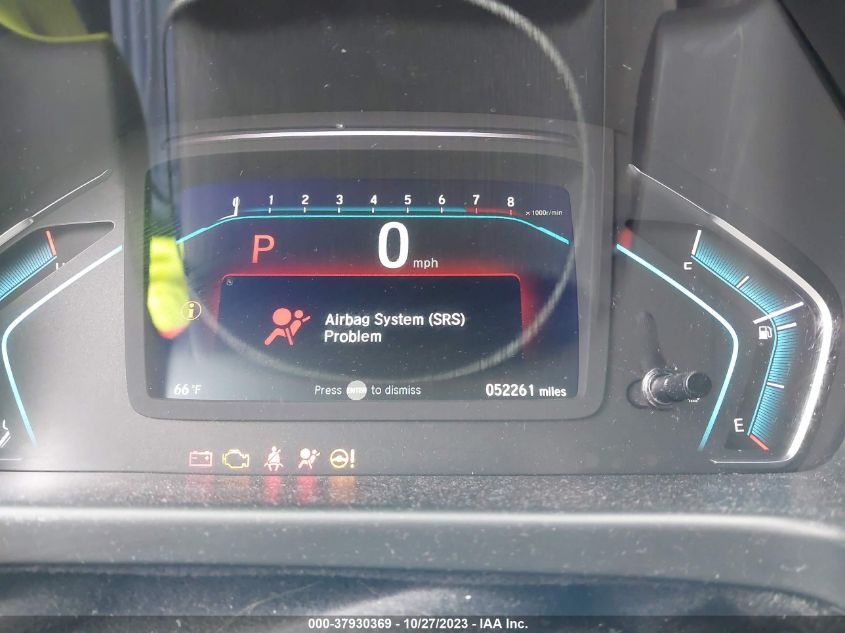 0 1 2 3 4 5 6 7 8 ×1000r/min
P 0 mph
F
i
Airbag System (SRS)
Problem
66°F Press ENTER to dismiss 052261 miles
E
!
000-37930369 - 10/27/2023 - IAA Inc.